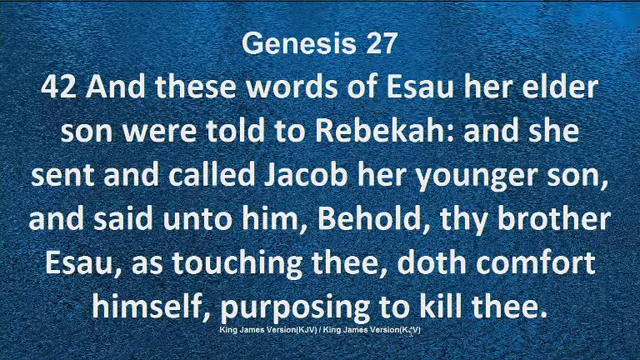 Genesis 27
42 And these words of Esau her elder
son were told to Rebekah: and she
sent and called Jacob her younger son,
and said unto him, Behold, thy brother
Esau, as touching thee, doth comfort
himself, purposing to kill thee.
King James Version(KJV) / King James Version(KJV)